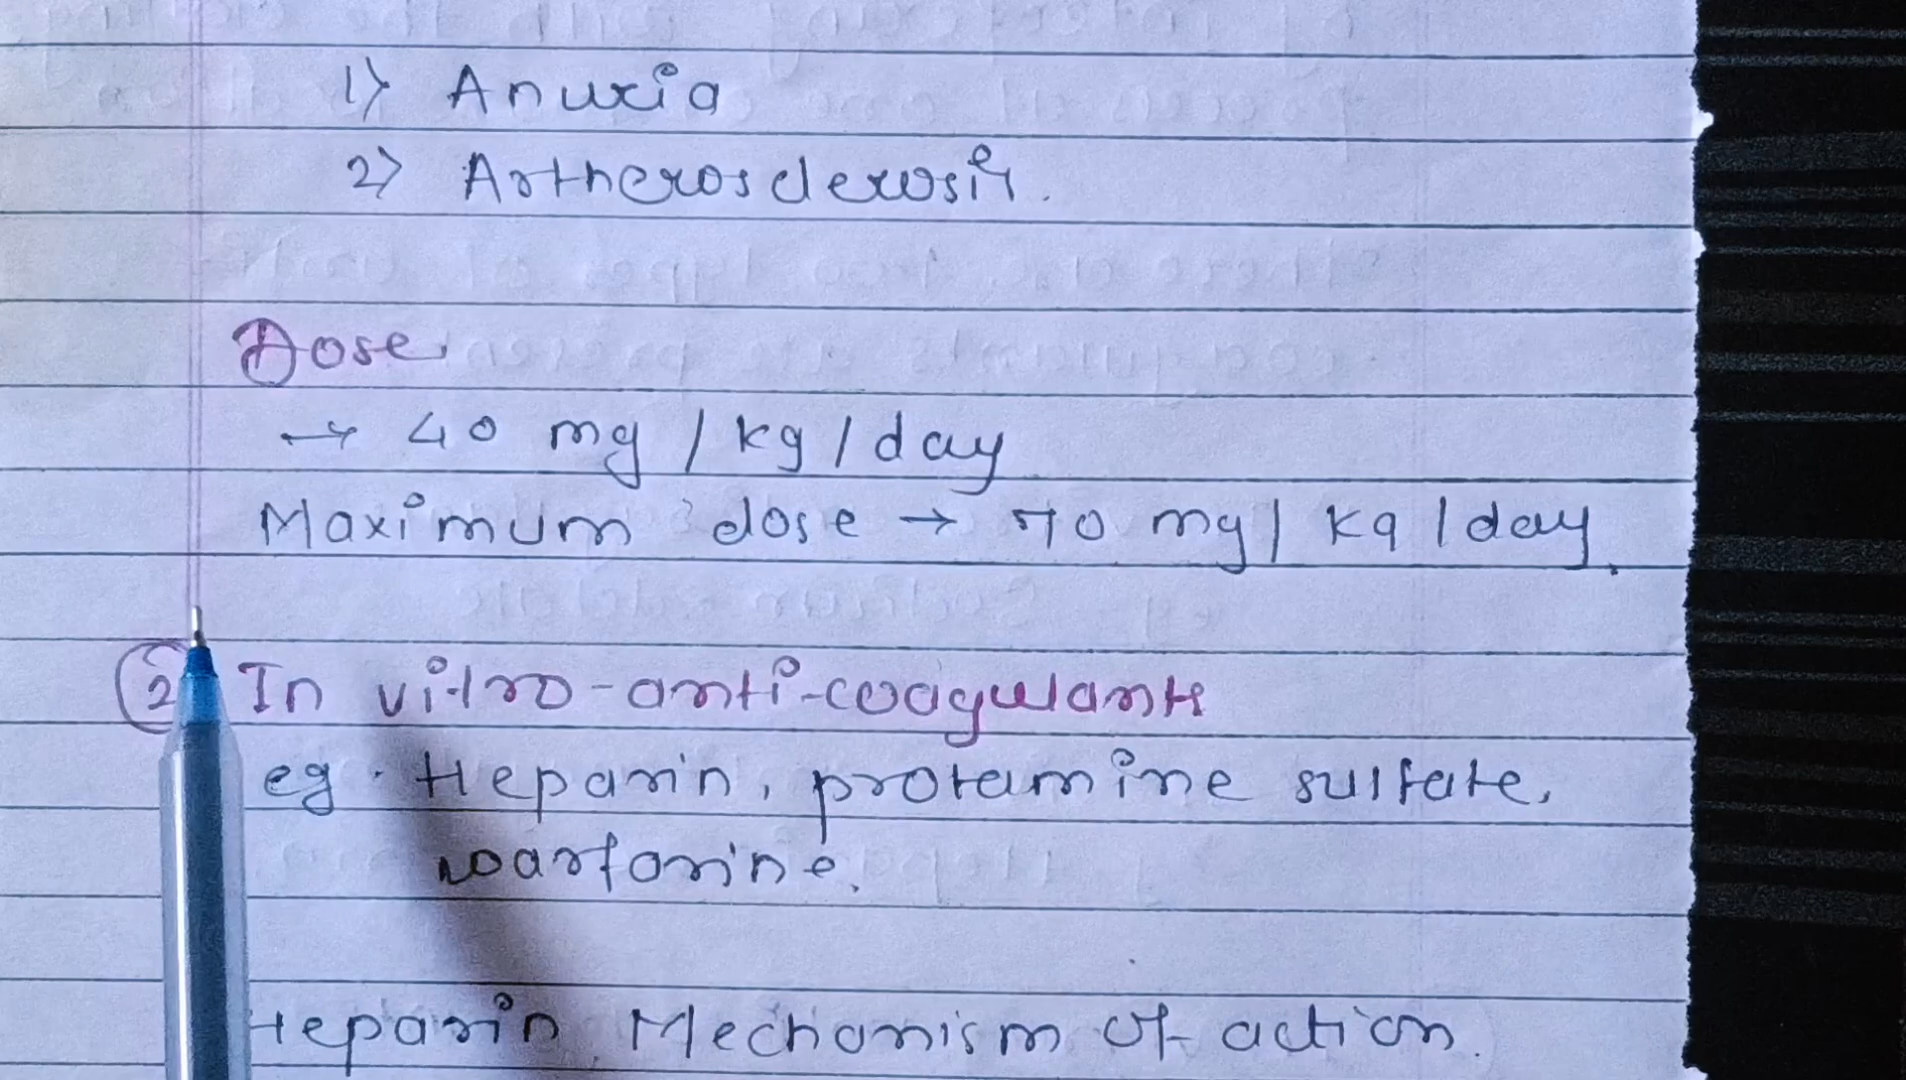 1) Anuria
2) Artherosclerosis.
Dose
→ 40 mg / kg / day
Maximum dose → 70 mg / kg / day.
2 In vitro - anti-coagulants
eg. Heparin, protamine sulfate,
warfarine.
Heparin Mechanism of action.